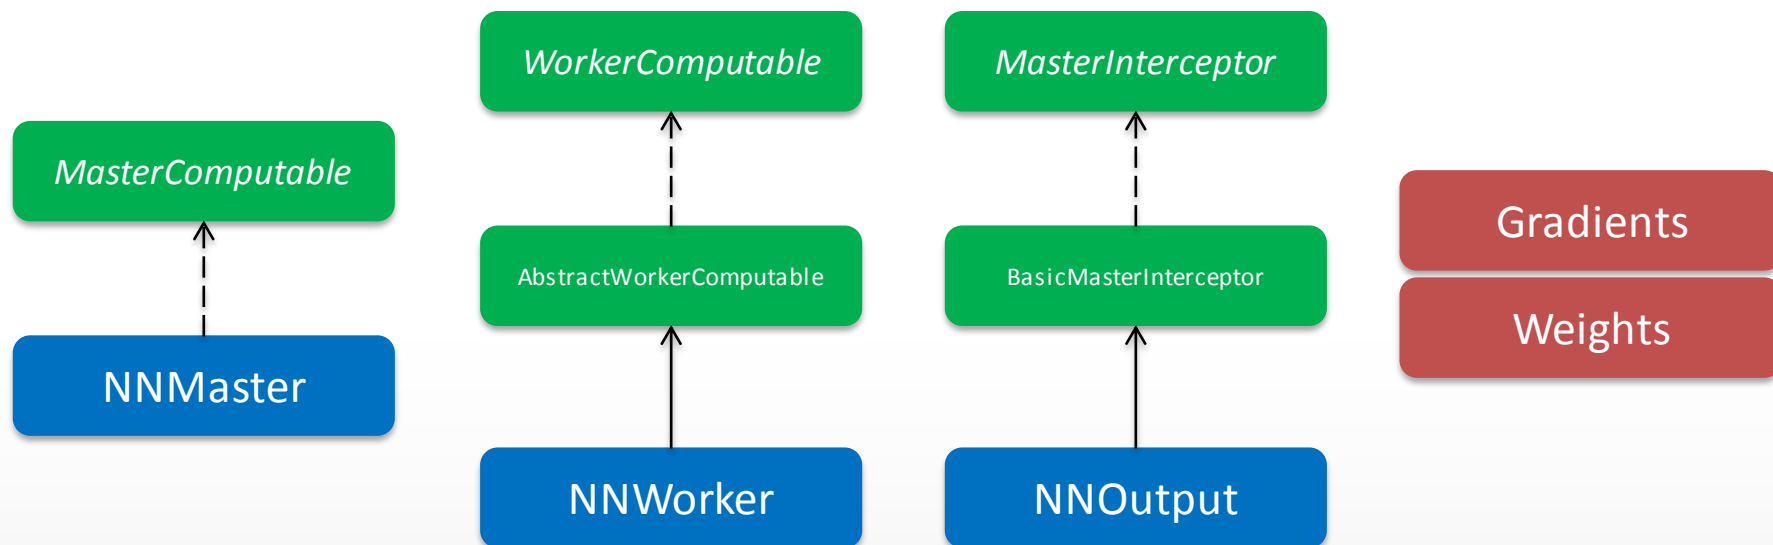 WorkerComputable
MasterInterceptor
MasterComputable
Gradients
AbstractWorkerComputable
BasicMasterInterceptor
Weights
NNMaster
NNWorker
NNOutput